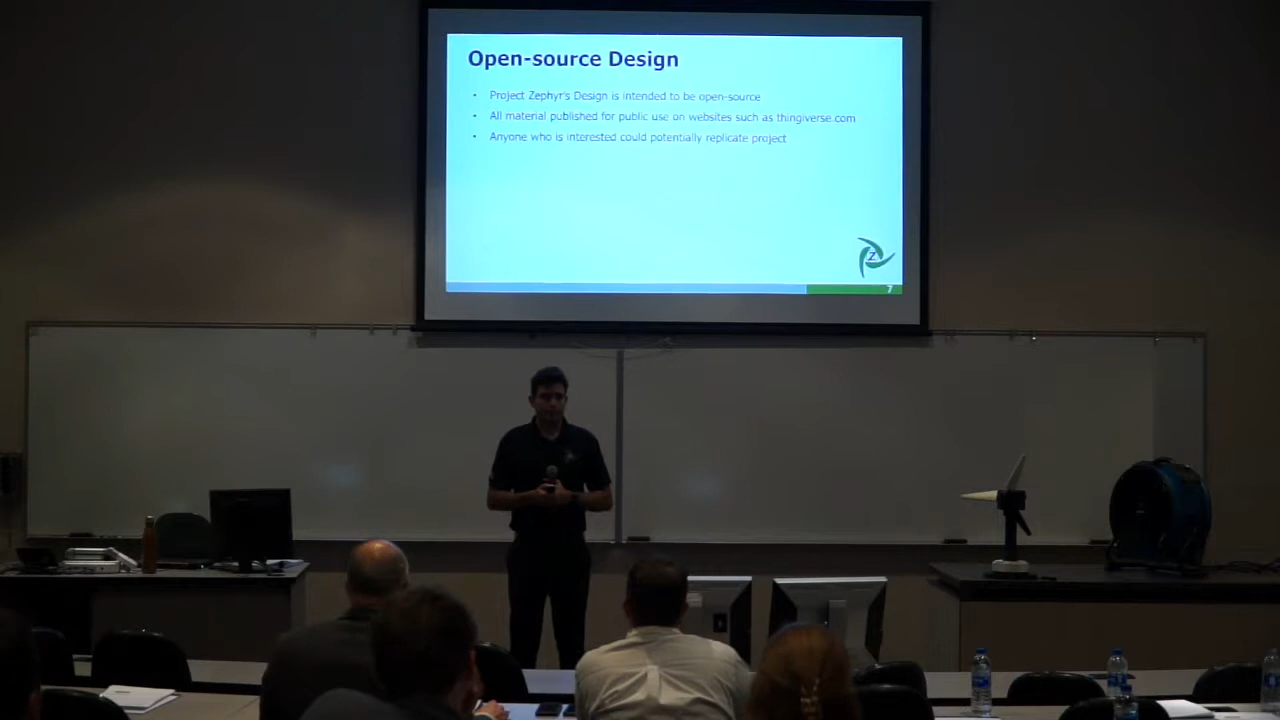 Open-source Design
• Project Zephyr's Design is intended to be open-source
• All material published for public use on websites such as thingiverse.com
• Anyone who is interested could potentially replicate project
Z
7